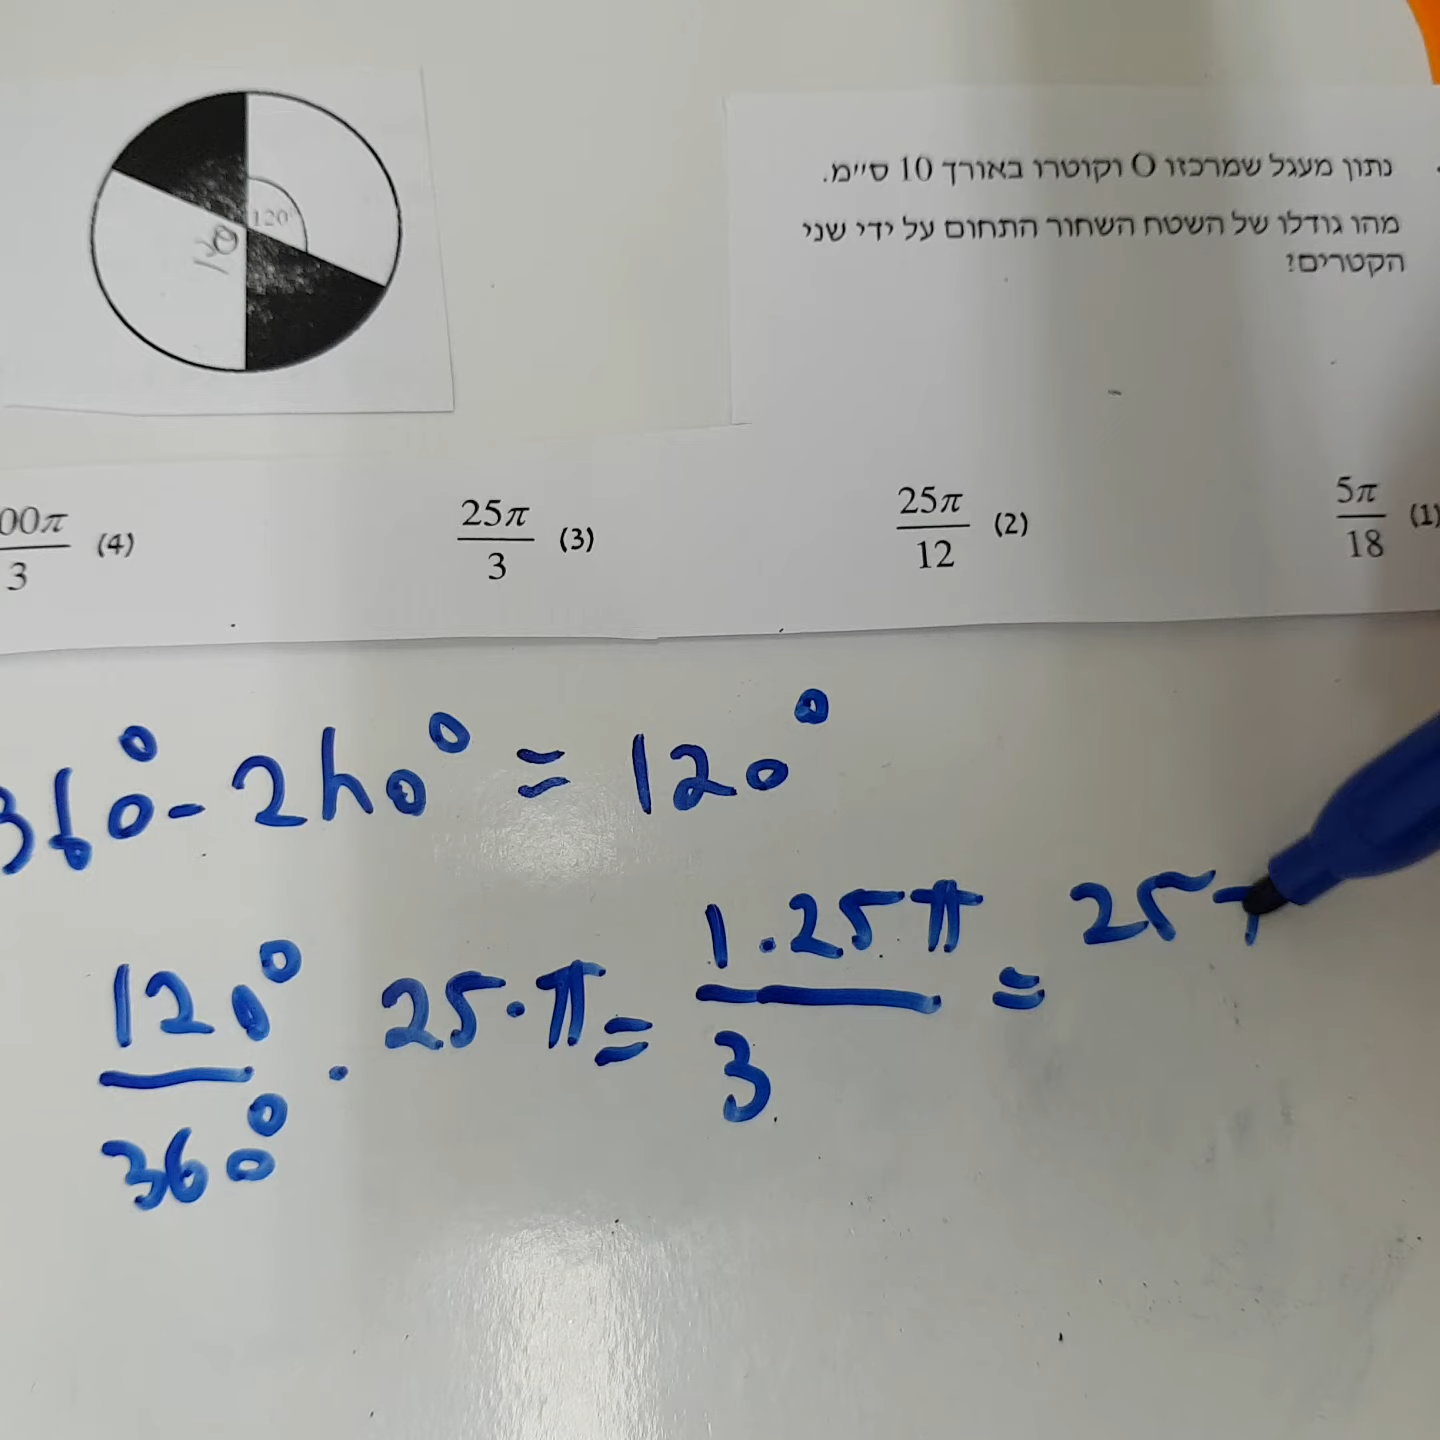 נתון מעגל שמרכזו O וקוטרו באורך 10 ס״מ.
מהו גודלו של השטח השחור התחום על ידי שני
הקטרים?
120°
(1) 5π/18
(2) 25π/12
(3) 25π/3
(4) 00π/3
360° - 240° = 120°
120°/360° · 25·π = 1·25π/3 = 25π